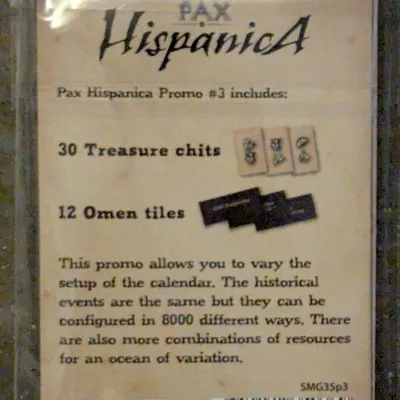 PAX
HispanicA
Pax Hispanica Promo #3 includes:
30 Treasure chits
12 Omen tiles
This promo allows you to vary the
setup of the calendar. The historical
events are the same but they can be
configured in 8000 different ways. There
are also more combinations of resources
for an ocean of variation.
SMG35p3